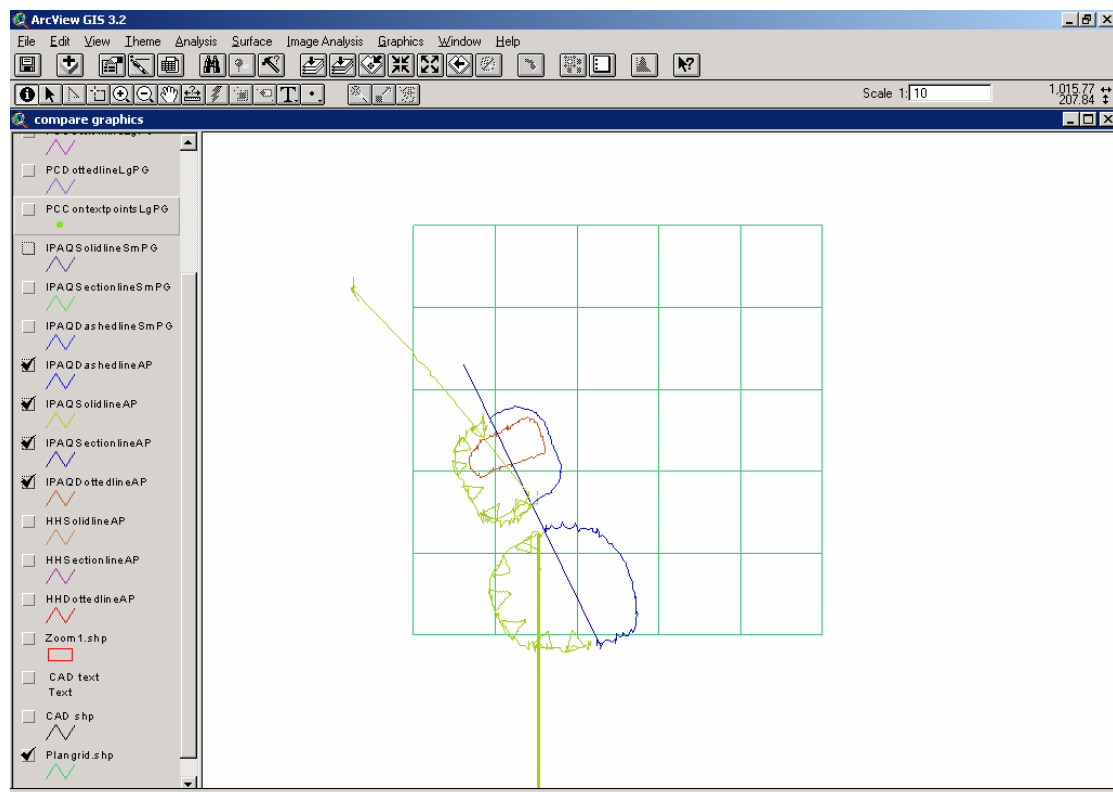 ArcView GIS 3.2
File Edit View Theme Analysis Surface Image Analysis Graphics Window Help
Scale 1: 10
1,015.77
207.84
compare graphics
PCDottedlineLgPG
PCContextpointsLgPG
IPAQSolidlineSmPG
IPAQSectionlineSmPG
IPAQDashedlineSmPG
IPAQDashedlineAP
IPAQSolidlineAP
IPAQSectionlineAP
IPAQDottedlineAP
HHSolidlineAP
HHSectionlineAP
HHDottedlineAP
Zoom1.shp
CAD text
Text
CAD shp
Plangrid.shp